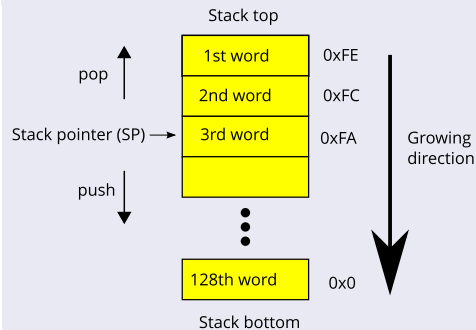 Stack top
1st word 0xFE
pop
2nd word 0xFC
Stack pointer (SP) 3rd word 0xFA
Growing
direction
push
128th word 0x0
Stack bottom